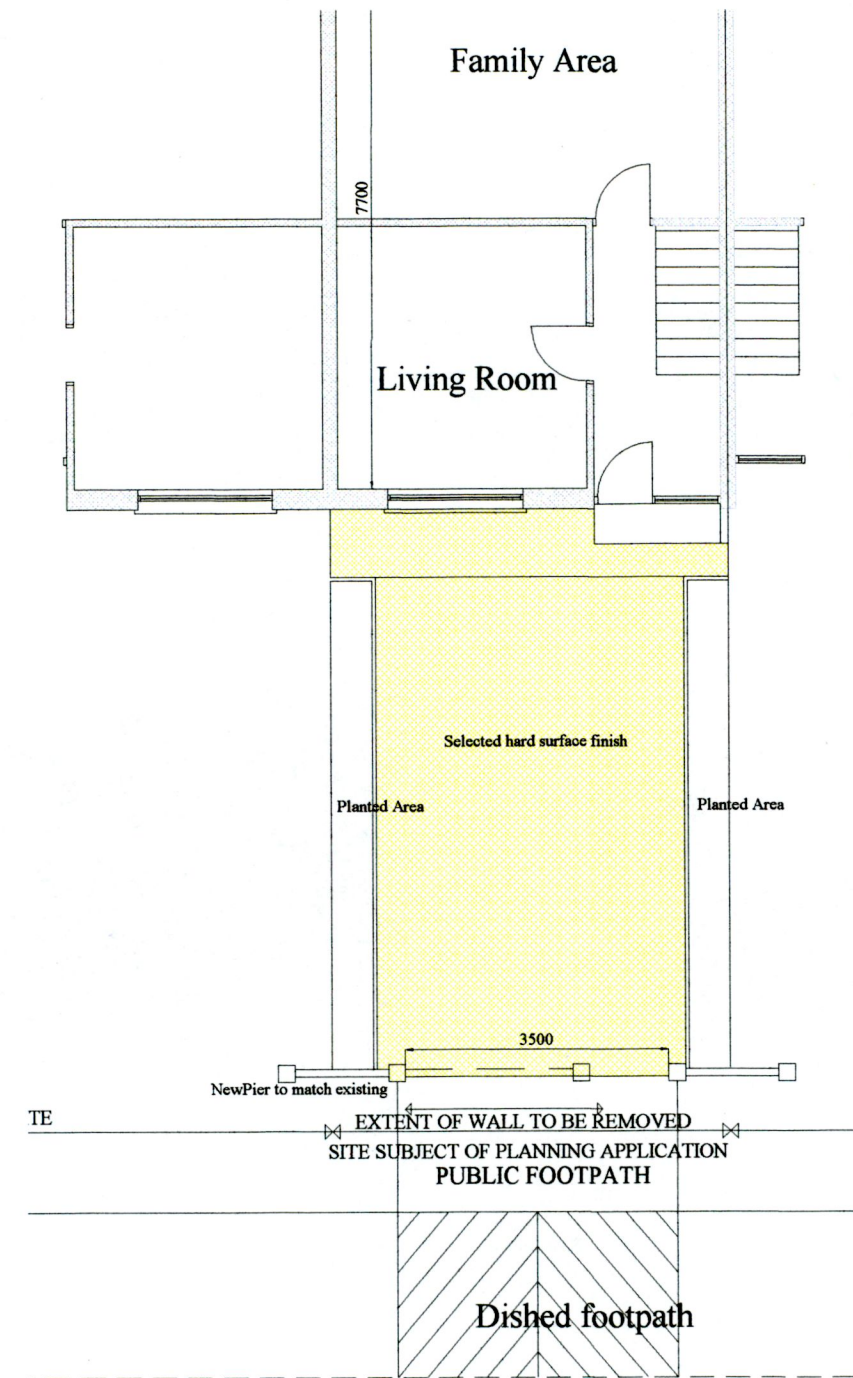 Family Area
7700
Living Room
Selected hard surface finish
Planted Area
Planted Area
3500
NewPier to match existing
TE
EXTENT OF WALL TO BE REMOVED
SITE SUBJECT OF PLANNING APPLICATION
PUBLIC FOOTPATH
Dished footpath